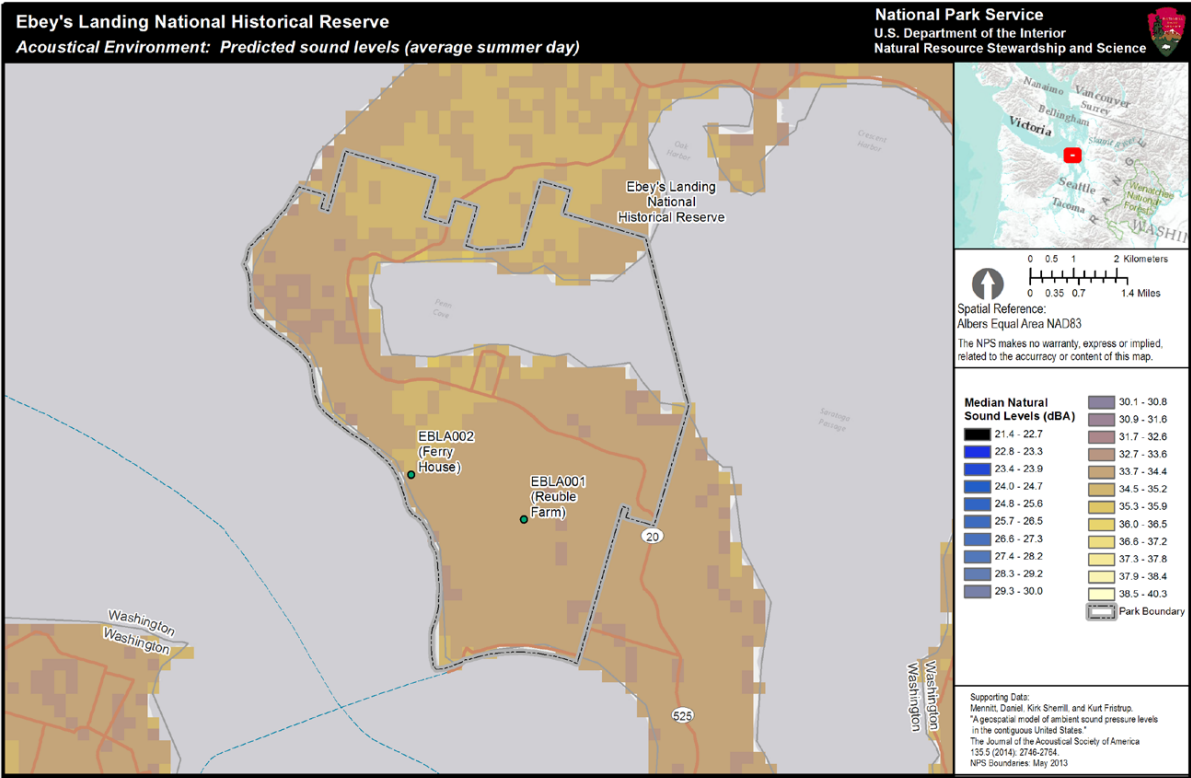 Ebey's Landing National Historical Reserve
Acoustical Environment: Predicted sound levels (average summer day)
National Park Service
U.S. Department of the Interior
Natural Resource Stewardship and Science
Oak
Harbor
Crescent
Harbor
Ebey's Landing
National
Historical Reserve
Penn
Cove
Saratoga
Passage
EBLA002
(Ferry
House)
EBLA001
(Reuble
Farm)
20
525
Washington
Washington
Washington
Washington
Nanaimo
Vancouver
Surrey
Bellingham
Victoria
Seattle
Tacoma
Wenatchee
National
Forest
RANGE
WASHIN
0 0.5 1 2 Kilometers
0 0.35 0.7 1.4 Miles
Spatial Reference:
Albers Equal Area NAD83
The NPS makes no warranty, express or implied,
related to the accurracy or content of this map.
Median Natural
Sound Levels (dBA)
21.4 - 22.7
22.8 - 23.3
23.4 - 23.9
24.0 - 24.7
24.8 - 25.6
25.7 - 26.5
26.6 - 27.3
27.4 - 28.2
28.3 - 29.2
29.3 - 30.0
30.1 - 30.8
30.9 - 31.6
31.7 - 32.6
32.7 - 33.6
33.7 - 34.4
34.5 - 35.2
35.3 - 35.9
36.0 - 36.5
36.6 - 37.2
37.3 - 37.8
37.9 - 38.4
38.5 - 40.3
Park Boundary
Supporting Data:
Mennitt, Daniel, Kirk Sherrill, and Kurt Fristrup.
"A geospatial model of ambient sound pressure levels
in the contiguous United States."
The Journal of the Acoustical Society of America
135.5 (2014): 2746-2764.
NPS Boundaries: May 2013